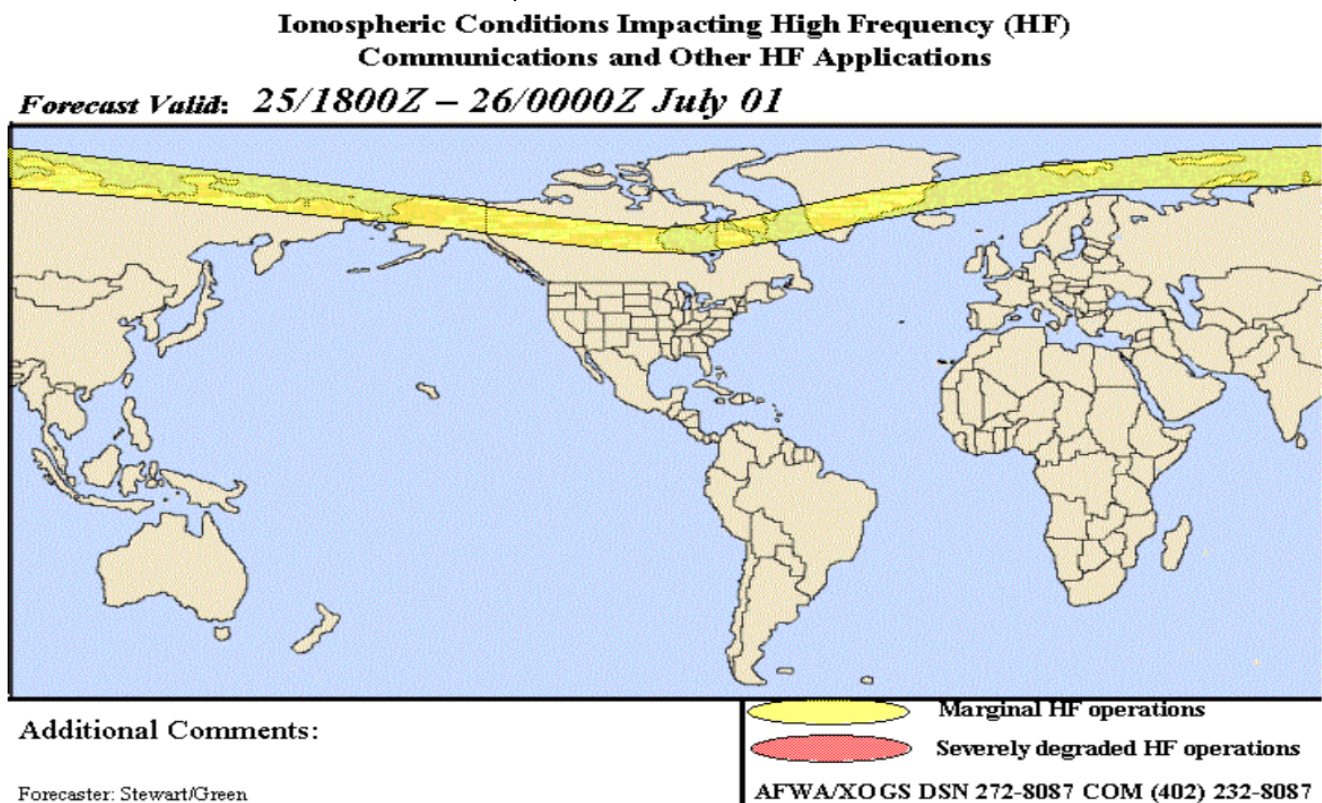 Ionospheric Conditions Impacting High Frequency (HF)
Communications and Other HF Applications
Forecast Valid: 25/1800Z – 26/0000Z July 01
Additional Comments:
Forecaster: Stewart/Green
Marginal HF operations
Severely degraded HF operations
AFWA/XOGS DSN 272-8087 COM (402) 232-8087